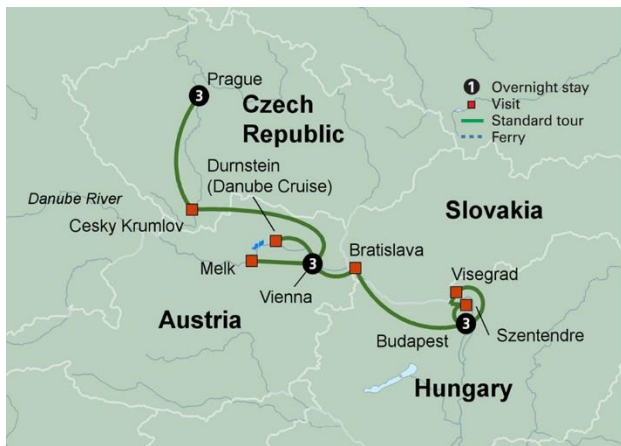 Prague
3
Czech
Republic
1 Overnight stay
Visit
Standard tour
Ferry
Durnstein
(Danube Cruise)
Danube River
Cesky Krumlov
Slovakia
Bratislava
Melk
3
Vienna
Visegrad
Austria
Budapest
3
Szentendre
Hungary